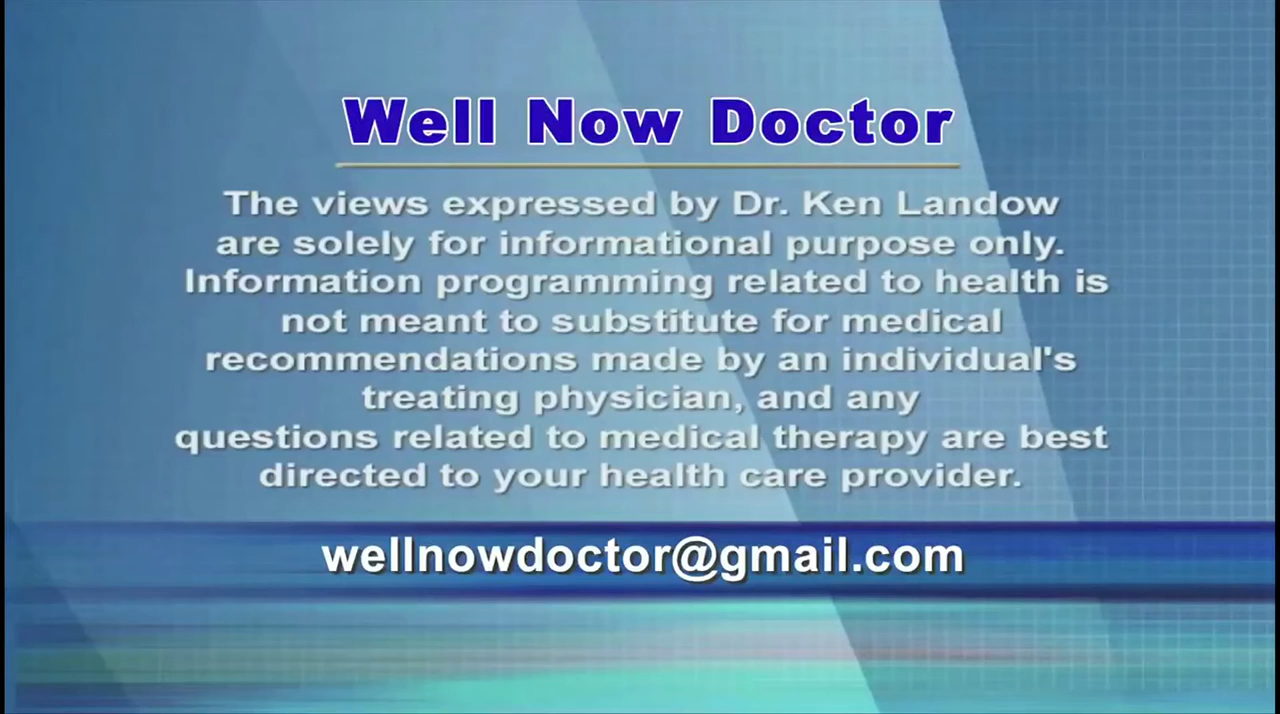 Well Now Doctor
The views expressed by Dr. Ken Landow
are solely for informational purpose only.
Information programming related to health is
not meant to substitute for medical
recommendations made by an individual's
treating physician, and any
questions related to medical therapy are best
directed to your health care provider.
wellnowdoctor@gmail.com